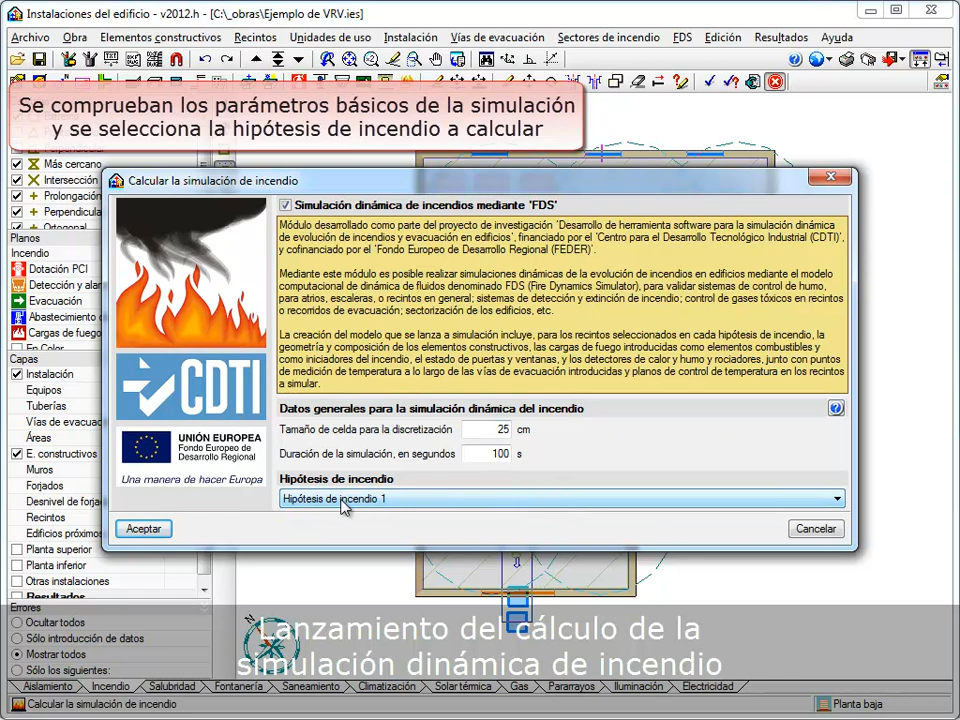 Instalaciones del edificio - v2012.h - [C:\_obras\Ejemplo de VRV.ies]
Archivo Obra Elementos constructivos Recintos Unidades de uso Instalación Vías de evacuación Sectores de incendio FDS Edición Resultados Ayuda
Se comprueban los parámetros básicos de la simulación
y se selecciona la hipótesis de incendio a calcular
Más cercano
Intersección
Prolongación
Perpendicula
Ortogonal
Planos
Incendio
Dotación PCI
Detección y alar
Evacuación
Abastecimiento d
Cargas de fuego
En Color
Capas
Instalación
Equipos
Tuberías
Vías de evacuac
Áreas
E. constructivos
Muros
Forjados
Desnivel de forja
Recintos
Edificios próximos
Planta superior
Planta inferior
Otras instalaciones
Resultados
Errores
Ocultar todos
Sólo introducción de datos
Mostrar todos
Sólo los siguientes:
Calcular la simulación de incendio
Simulación dinámica de incendios mediante 'FDS'
Módulo desarrollado como parte del proyecto de investigación 'Desarrollo de herramienta software para la simulación dinámica
de evolución de incendios y evacuación en edificios', financiado por el 'Centro para el Desarrollo Tecnológico Industrial (CDTI)',
y cofinanciado por el 'Fondo Europeo de Desarrollo Regional (FEDER)'.
Mediante este módulo es posible realizar simulaciones dinámicas de la evolución de incendios en edificios mediante el modelo
computacional de dinámica de fluidos denominado FDS (Fire Dynamics Simulator), para validar sistemas de control de humo,
para atrios, escaleras, o recintos en general; sistemas de detección y extinción de incendio; control de gases tóxicos en recintos
o recorridos de evacuación; sectorización de los edificios, etc.
La creación del modelo que se lanza a simulación incluye, para los recintos seleccionados en cada hipótesis de incendio, la
geometría y composición de los elementos constructivos, las cargas de fuego introducidas como elementos combustibles y
como iniciadores del incendio, el estado de puertas y ventanas, y los detectores de calor y humo y rociadores, junto con puntos
de medición de temperatura a lo largo de las vías de evacuación introducidas y planos de control de temperatura en los recintos
a simular.
CDTI
UNIÓN EUROPEA
Fondo Europeo de
Desarrollo Regional
Una manera de hacer Europa
Datos generales para la simulación dinámica del incendio
Tamaño de celda para la discretización 25 cm
Duración de la simulación, en segundos 100 s
Hipótesis de incendio
Hipótesis de incendio 1
Aceptar Cancelar
N
Lanzamiento del cálculo de la
simulación dinámica de incendio
Aislamiento Incendio Salubridad Fontanería Saneamiento Climatización Solar térmica Gas Pararrayos Iluminación Electricidad
Calcular la simulación de incendio Planta baja